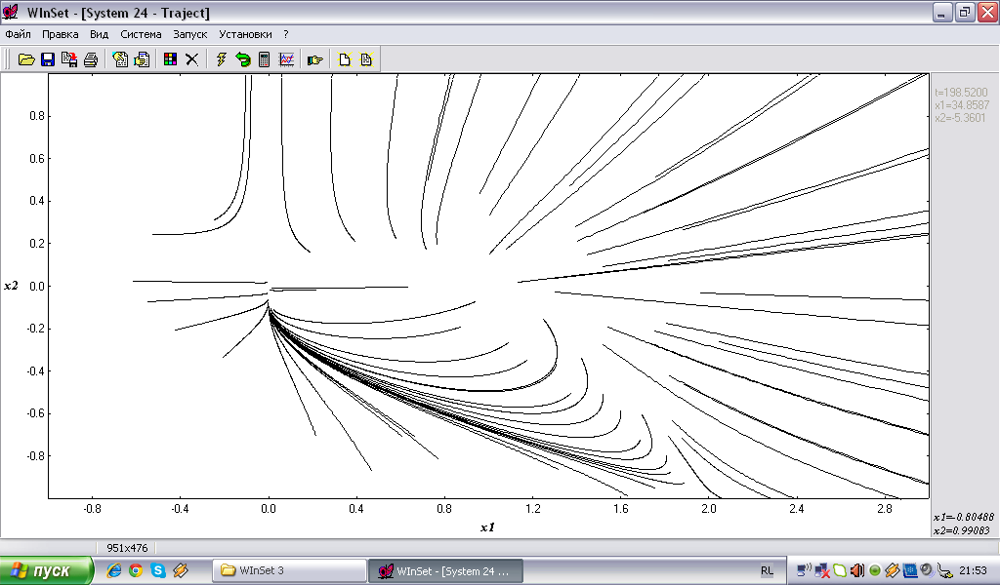 WInSet - [System 24 - Traject]
Файл Правка Вид Система Запуск Установки ?
t=198.5200
x1=34.8587
x2=-5.3601
0.8
0.6
0.4
0.2
x2
0.0
-0.2
-0.4
-0.6
-0.8
-0.8 -0.4 0.0 0.4 0.8 1.2 1.6 2.0 2.4 2.8
x1
x1=-0.80488
x2=0.99083
951x476
пуск WInSet 3 WInSet - [System 24 ... RL 21:53